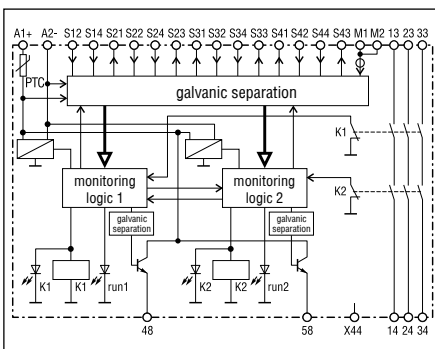 A1+ A2- S12 S14 S21 S22 S24 S23 S31 S32 S34 S33 S41 S42 S44 S43 M1 M2 13 23 33
PTC
galvanic separation
K1
monitoring logic 1
monitoring logic 2
K2
galvanic separation
galvanic separation
K1 K1 run1 K2 K2 run2
48 58 X44 14 24 34